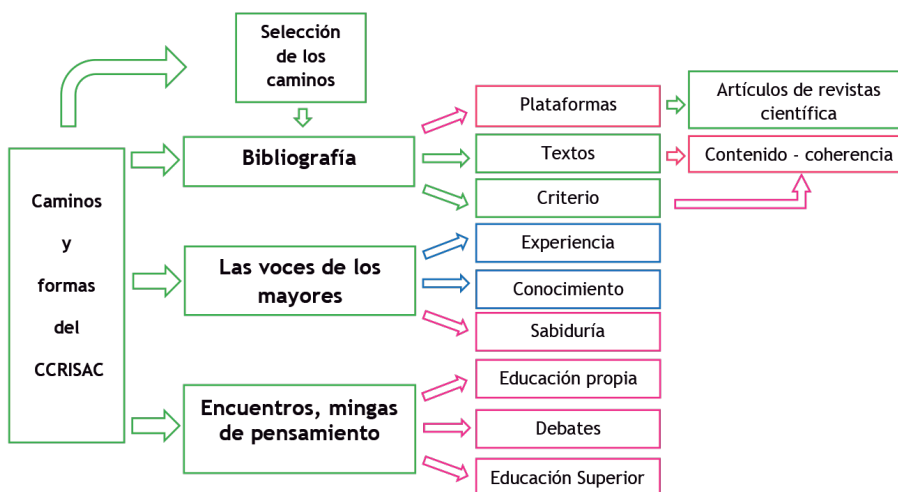 Selección
de los
caminos
Plataformas
Artículos de revistas
científica
Bibliografía
Textos
Contenido - coherencia
Criterio
Caminos
y
formas
del
CCRISAC
Experiencia
Las voces de los
mayores
Conocimiento
Sabiduría
Educación propia
Encuentros, mingas
de pensamiento
Debates
Educación Superior